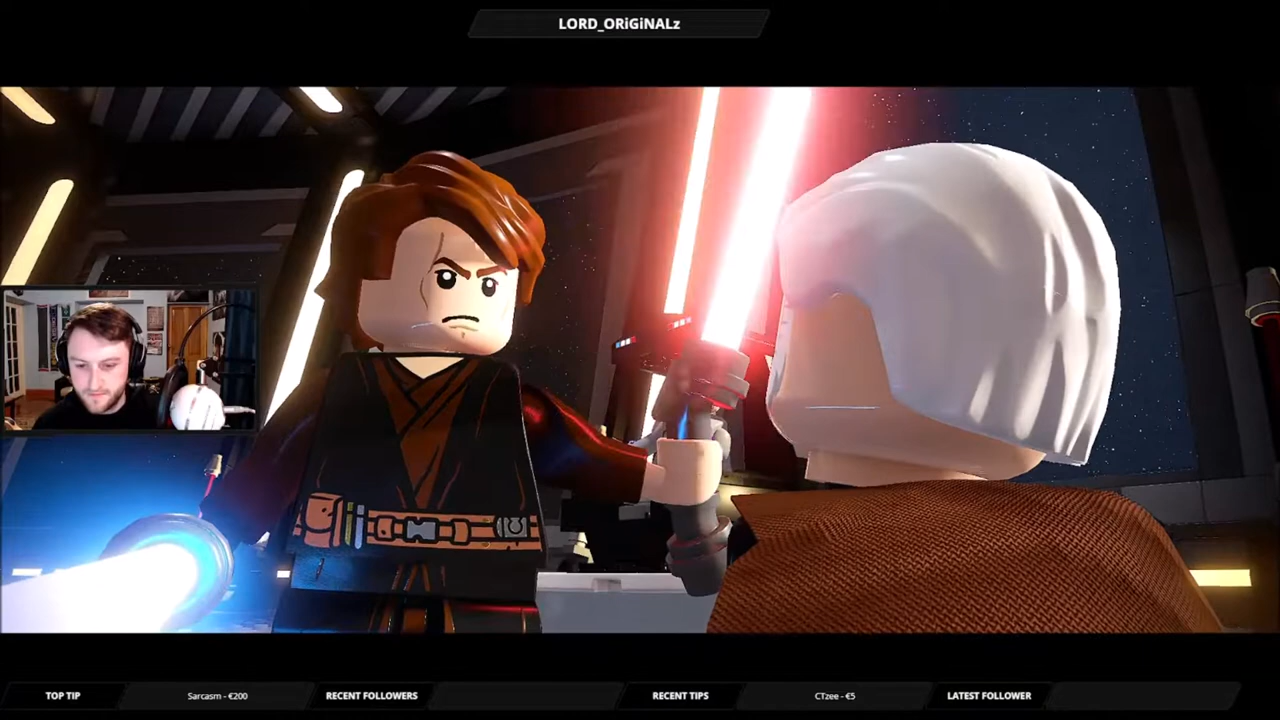 LORD_ORiGiNALz
TOP TIP
Sarcasm - €200
RECENT FOLLOWERS
RECENT TIPS
CTzee - €5
LATEST FOLLOWER